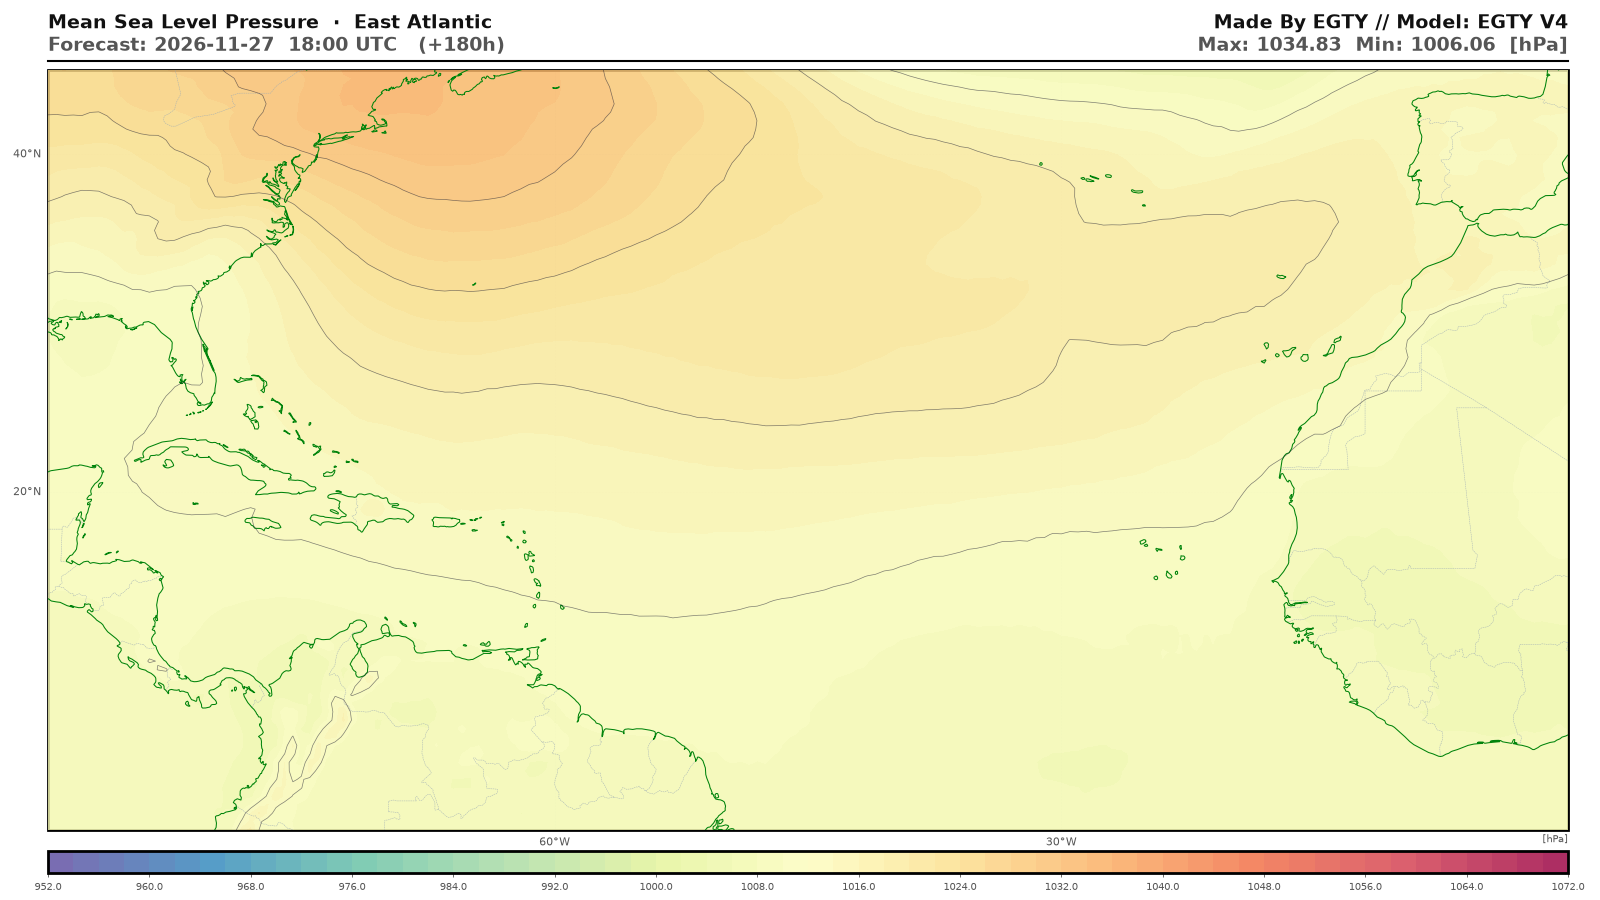 Mean Sea Level Pressure · East Atlantic
Made By EGTY // Model: EGTY V4
Forecast: 2026-11-27 18:00 UTC (+180h)
Max: 1034.83 Min: 1006.06 [hPa]
40°N
20°N
60°W
30°W
[hPa]
952.0 960.0 968.0 976.0 984.0 992.0 1000.0 1008.0 1016.0 1024.0 1032.0 1040.0 1048.0 1056.0 1064.0 1072.0